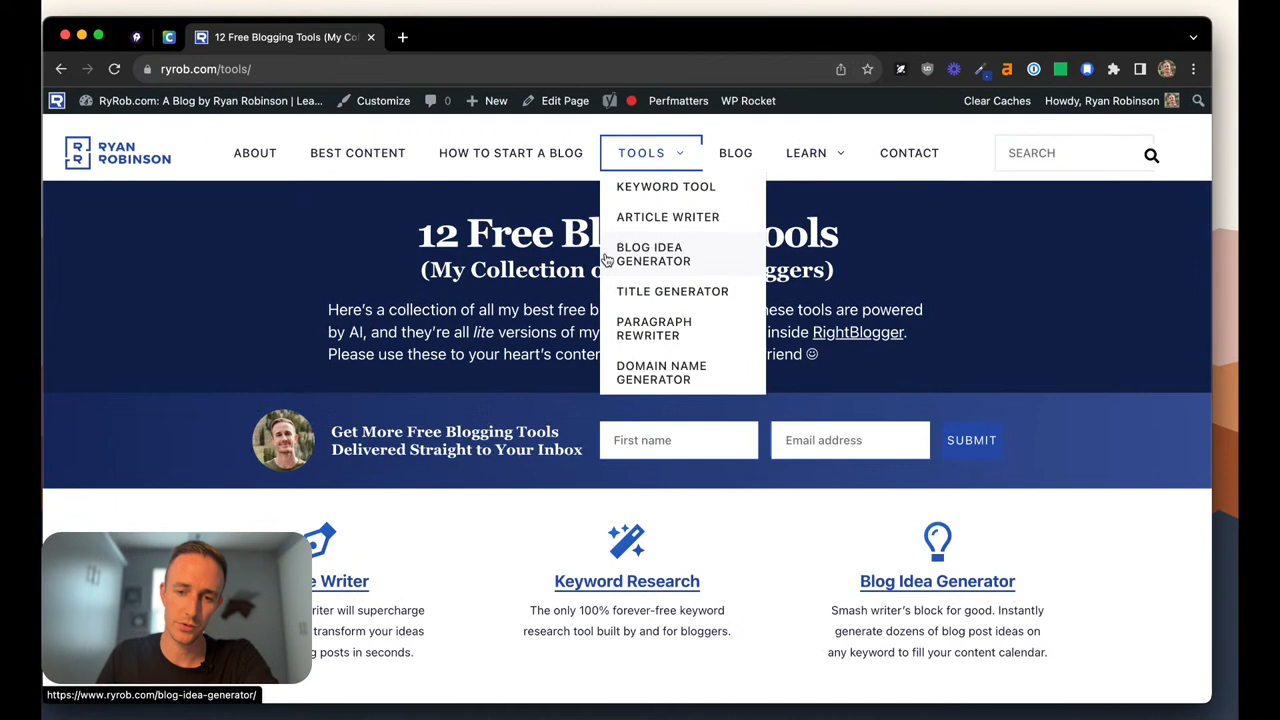 12 Free Blogging Tools (My Co
ryrob.com/tools/
RyRob.com: A Blog by Ryan Robinson | Lea... Customize 0 New Edit Page Perfmatters WP Rocket Clear Caches Howdy, Ryan Robinson
RYAN
ROBINSON
ABOUT BEST CONTENT HOW TO START A BLOG TOOLS BLOG LEARN CONTACT SEARCH
KEYWORD TOOL
ARTICLE WRITER
BLOG IDEA
GENERATOR
TITLE GENERATOR
PARAGRAPH
REWRITER
DOMAIN NAME
GENERATOR
12 Free Bl ools
(My Collection o ggers)
Here's a collection of all my best free b hese tools are powered
by AI, and they're all lite versions of my inside RightBlogger.
Please use these to your heart's conten friend
Get More Free Blogging Tools
Delivered Straight to Your Inbox
First name Email address SUBMIT
e Writer Keyword Research Blog Idea Generator
riter will supercharge The only 100% forever-free keyword Smash writer's block for good. Instantly
transform your ideas research tool built by and for bloggers. generate dozens of blog post ideas on
g posts in seconds. any keyword to fill your content calendar.
https://www.ryrob.com/blog-idea-generator/